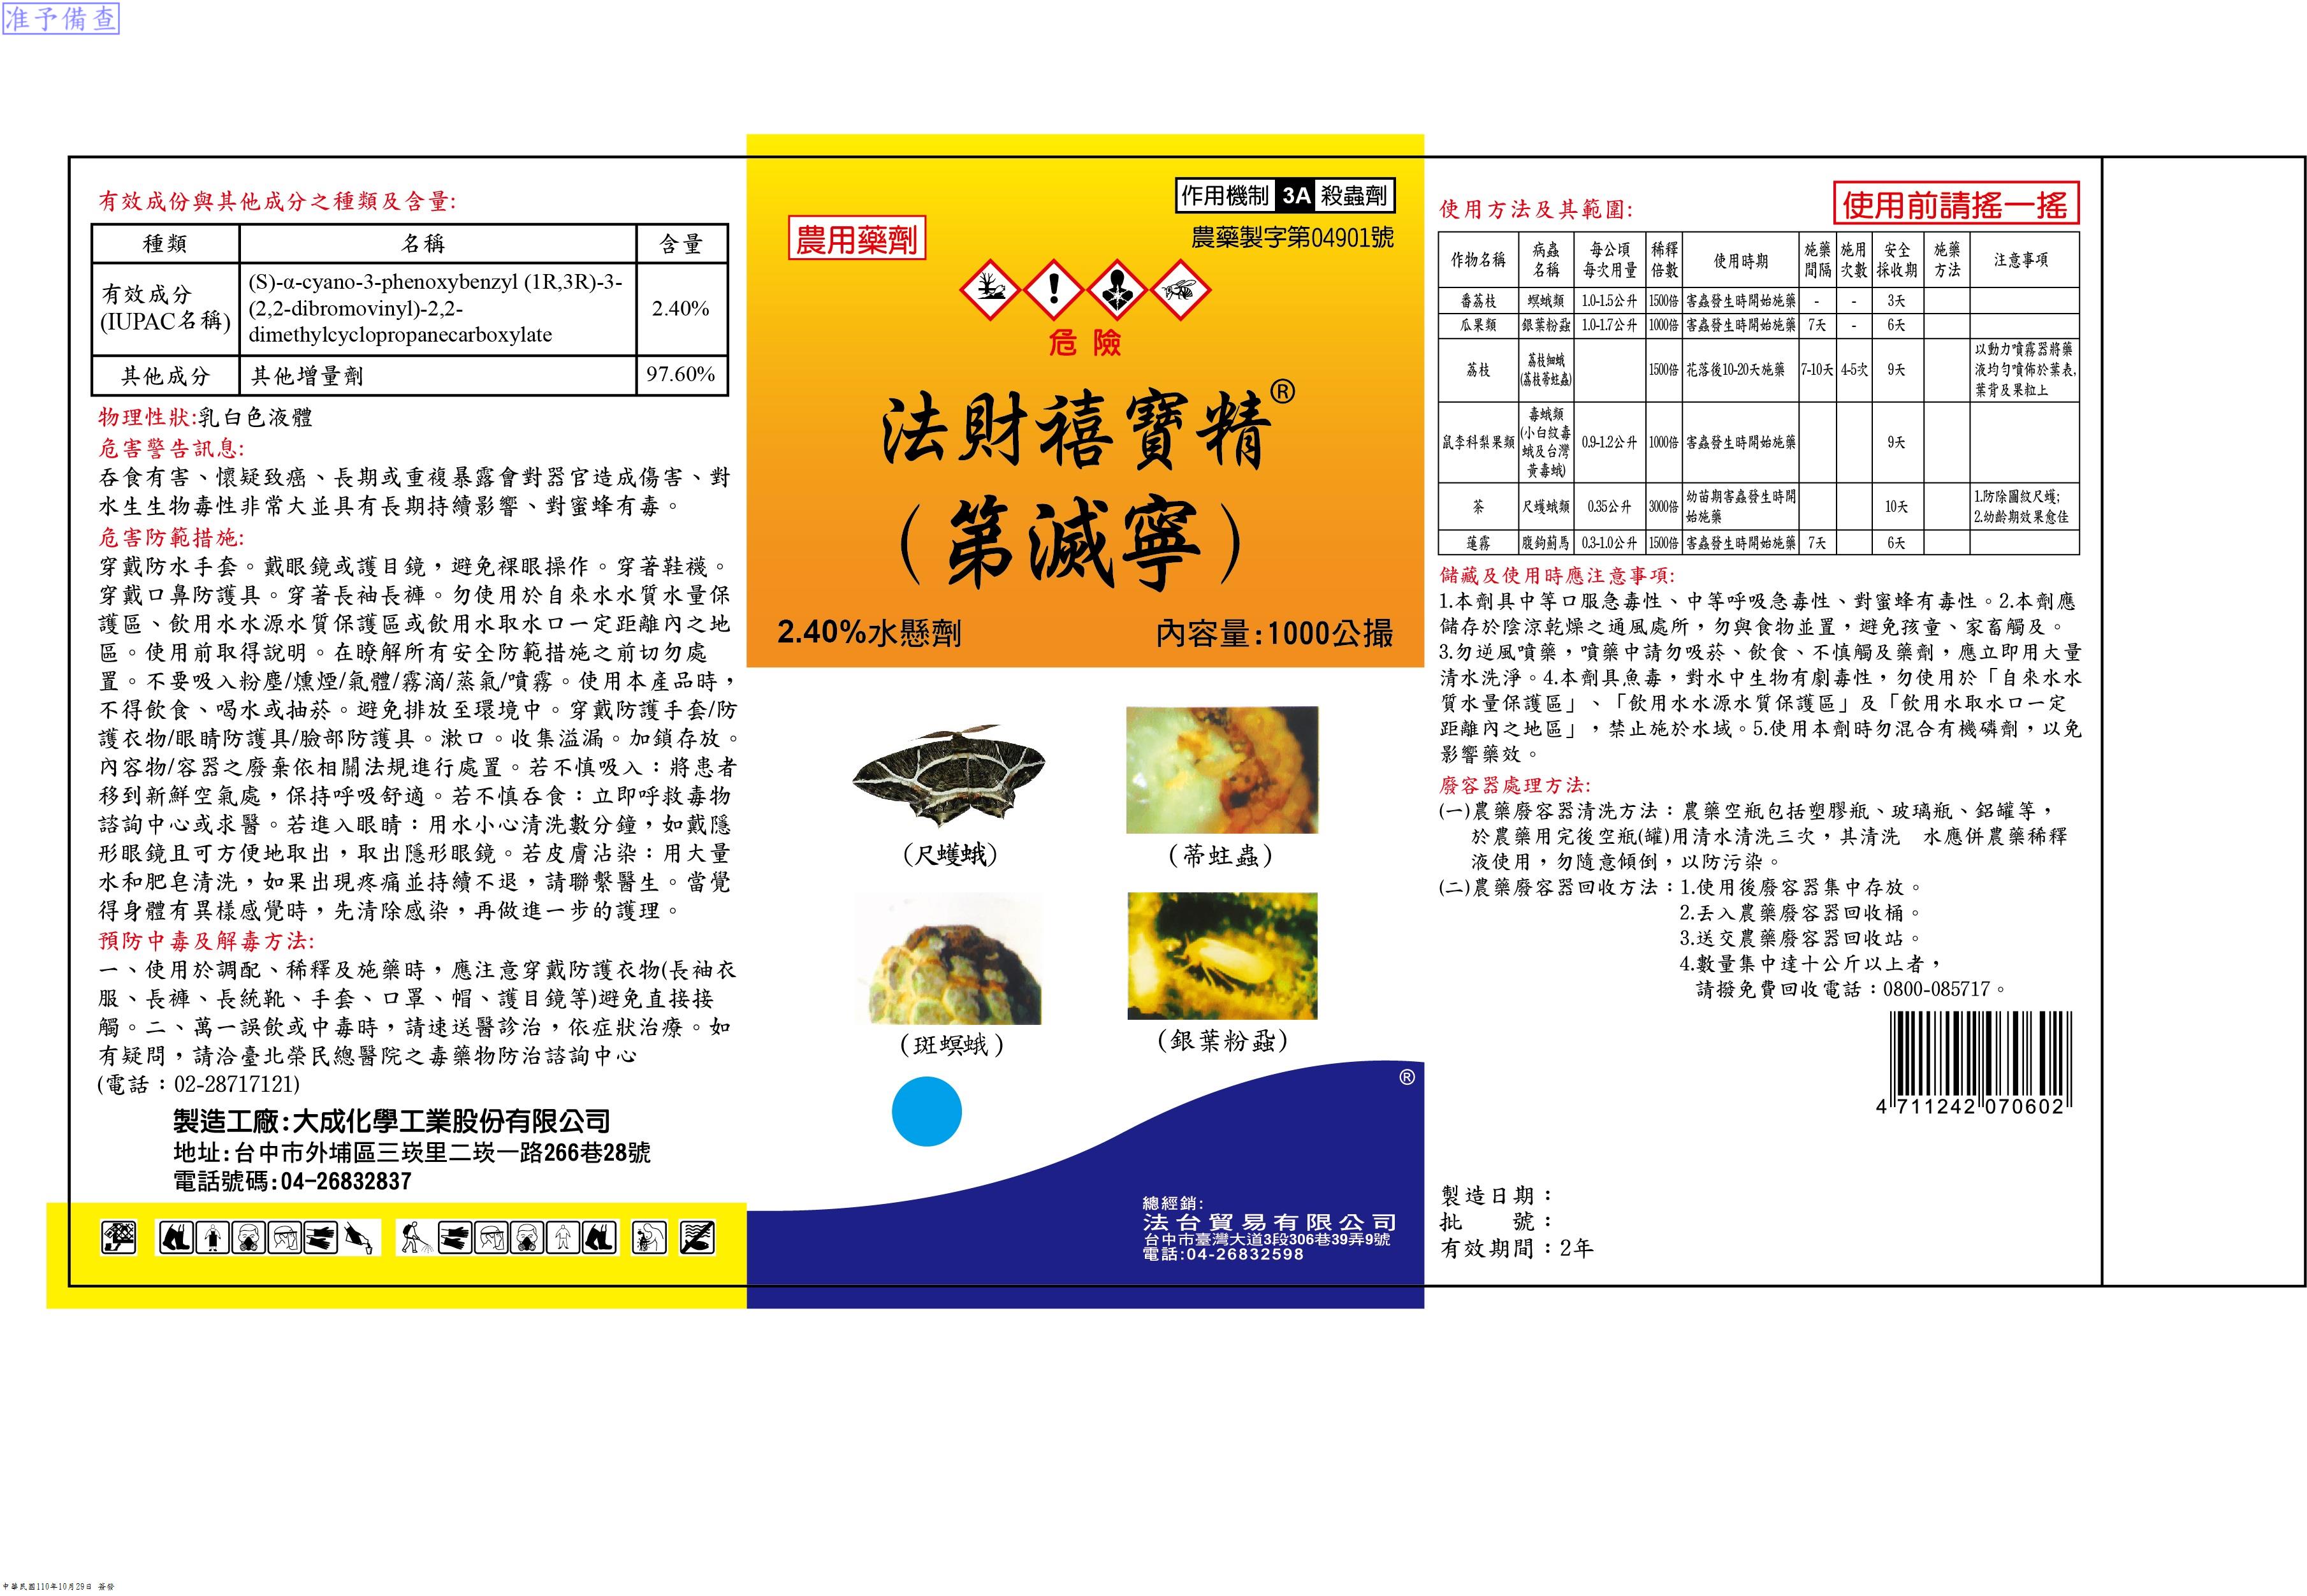 准予備查
有效成份與其他成分之種類及含量:
種類 名稱 含量
有效成分
(IUPAC名稱)
(S)-α-cyano-3-phenoxybenzyl (1R,3R)-3-
(2,2-dibromovinyl)-2,2-
dimethylcyclopropanecarboxylate
2.40%
其他成分 其他增量劑 97.60%
物理性狀:乳白色液體
危害警告訊息:
吞食有害、懷疑致癌、長期或重複暴露會對器官造成傷害、對
水生生物毒性非常大並具有長期持續影響、對蜜蜂有毒。
危害防範措施:
穿戴防水手套。戴眼鏡或護目鏡，避免裸眼操作。穿著鞋襪。
穿戴口鼻防護具。穿著長袖長褲。勿使用於自來水水質水量保
護區、飲用水水源水質保護區或飲用水取水口一定距離內之地
區。使用前取得說明。在瞭解所有安全防範措施之前切勿處
置。不要吸入粉塵/燻煙/氣體/霧滴/蒸氣/噴霧。使用本產品時，
不得飲食、喝水或抽菸。避免排放至環境中。穿戴防護手套/防
護衣物/眼睛防護具/臉部防護具。漱口。收集溢漏。加鎖存放。
內容物/容器之廢棄依相關法規進行處置。若不慎吸入：將患者
移到新鮮空氣處，保持呼吸舒適。若不慎吞食：立即呼救毒物
諮詢中心或求醫。若進入眼睛：用水小心清洗數分鐘，如戴隱
形眼鏡且可方便地取出，取出隱形眼鏡。若皮膚沾染：用大量
水和肥皂清洗，如果出現疼痛並持續不退，請聯繫醫生。當覺
得身體有異樣感覺時，先清除感染，再做進一步的護理。
預防中毒及解毒方法:
一、使用於調配、稀釋及施藥時，應注意穿戴防護衣物(長袖衣
服、長褲、長統靴、手套、口罩、帽、護目鏡等)避免直接接
觸。二、萬一誤飲或中毒時，請速送醫診治，依症狀治療。如
有疑問，請洽臺北榮民總醫院之毒藥物防治諮詢中心
(電話：02-28717121)
製造工廠:大成化學工業股份有限公司
地址:台中市外埔區三崁里二崁一路266巷28號
電話號碼:04-26832837
作用機制 3A 殺蟲劑
農用藥劑
農藥製字第04901號
危險
法財禧寶精®
（第滅寧）
2.40%水懸劑 內容量:1000公撮
(尺蠖蛾)
(蒂蛀蟲)
(斑螟蛾)
(銀葉粉蝨)
®
總經銷:
法台貿易有限公司
台中市臺灣大道3段306巷39弄9號
電話:04-26832598
使用方法及其範圍:
使用前請搖一搖
作物名稱 病蟲名稱 每公頃每次用量 稀釋倍數 使用時期 施藥間隔 施用次數 安全採收期 施藥方法 注意事項
番荔枝 螟蛾類 1.0-1.5公升 1500倍 害蟲發生時開始施藥 - - 3天
瓜果類 銀葉粉蝨 1.0-1.7公升 1000倍 害蟲發生時開始施藥 7天 - 6天
荔枝 荔枝細蛾(荔枝蒂蛀蟲) 1500倍 花落後10-20天施藥 7-10天 4-5次 9天 以動力噴霧器將藥液均勻噴佈於葉表,葉背及果粒上
鼠李科梨果類 毒蛾類(小白紋毒蛾及台灣黃毒蛾) 0.9-1.2公升 1000倍 害蟲發生時開始施藥 9天
茶 尺蠖蛾類 0.35公升 3000倍 幼苗期害蟲發生時開始施藥 10天 1.防除圖紋尺蠖;2.幼齡期效果愈佳
蓮霧 腹鉤薊馬 0.3-1.0公升 1500倍 害蟲發生時開始施藥 7天 6天
儲藏及使用時應注意事項:
1.本劑具中等口服急毒性、中等呼吸急毒性、對蜜蜂有毒性。2.本劑應
儲存於陰涼乾燥之通風處所，勿與食物並置，避免孩童、家畜觸及。
3.勿逆風噴藥，噴藥中請勿吸菸、飲食、不慎觸及藥劑，應立即用大量
清水洗淨。4.本劑具魚毒，對水中生物有劇毒性，勿使用於「自來水水
質水量保護區」、「飲用水水源水質保護區」及「飲用水取水口一定
距離內之地區」，禁止施於水域。5.使用本劑時勿混合有機磷劑，以免
影響藥效。
廢容器處理方法:
(一)農藥廢容器清洗方法：農藥空瓶包括塑膠瓶、玻璃瓶、鋁罐等，
於農藥用完後空瓶(罐)用清水清洗三次，其清洗 水應併農藥稀釋
液使用，勿隨意傾倒，以防污染。
(二)農藥廢容器回收方法：1.使用後廢容器集中存放。
2.丟入農藥廢容器回收桶。
3.送交農藥廢容器回收站。
4.數量集中達十公斤以上者，
請撥免費回收電話：0800-085717。
4 711242 070602
製造日期：
批 號：
有效期間：2年
中華民國110年10月29日 簽發